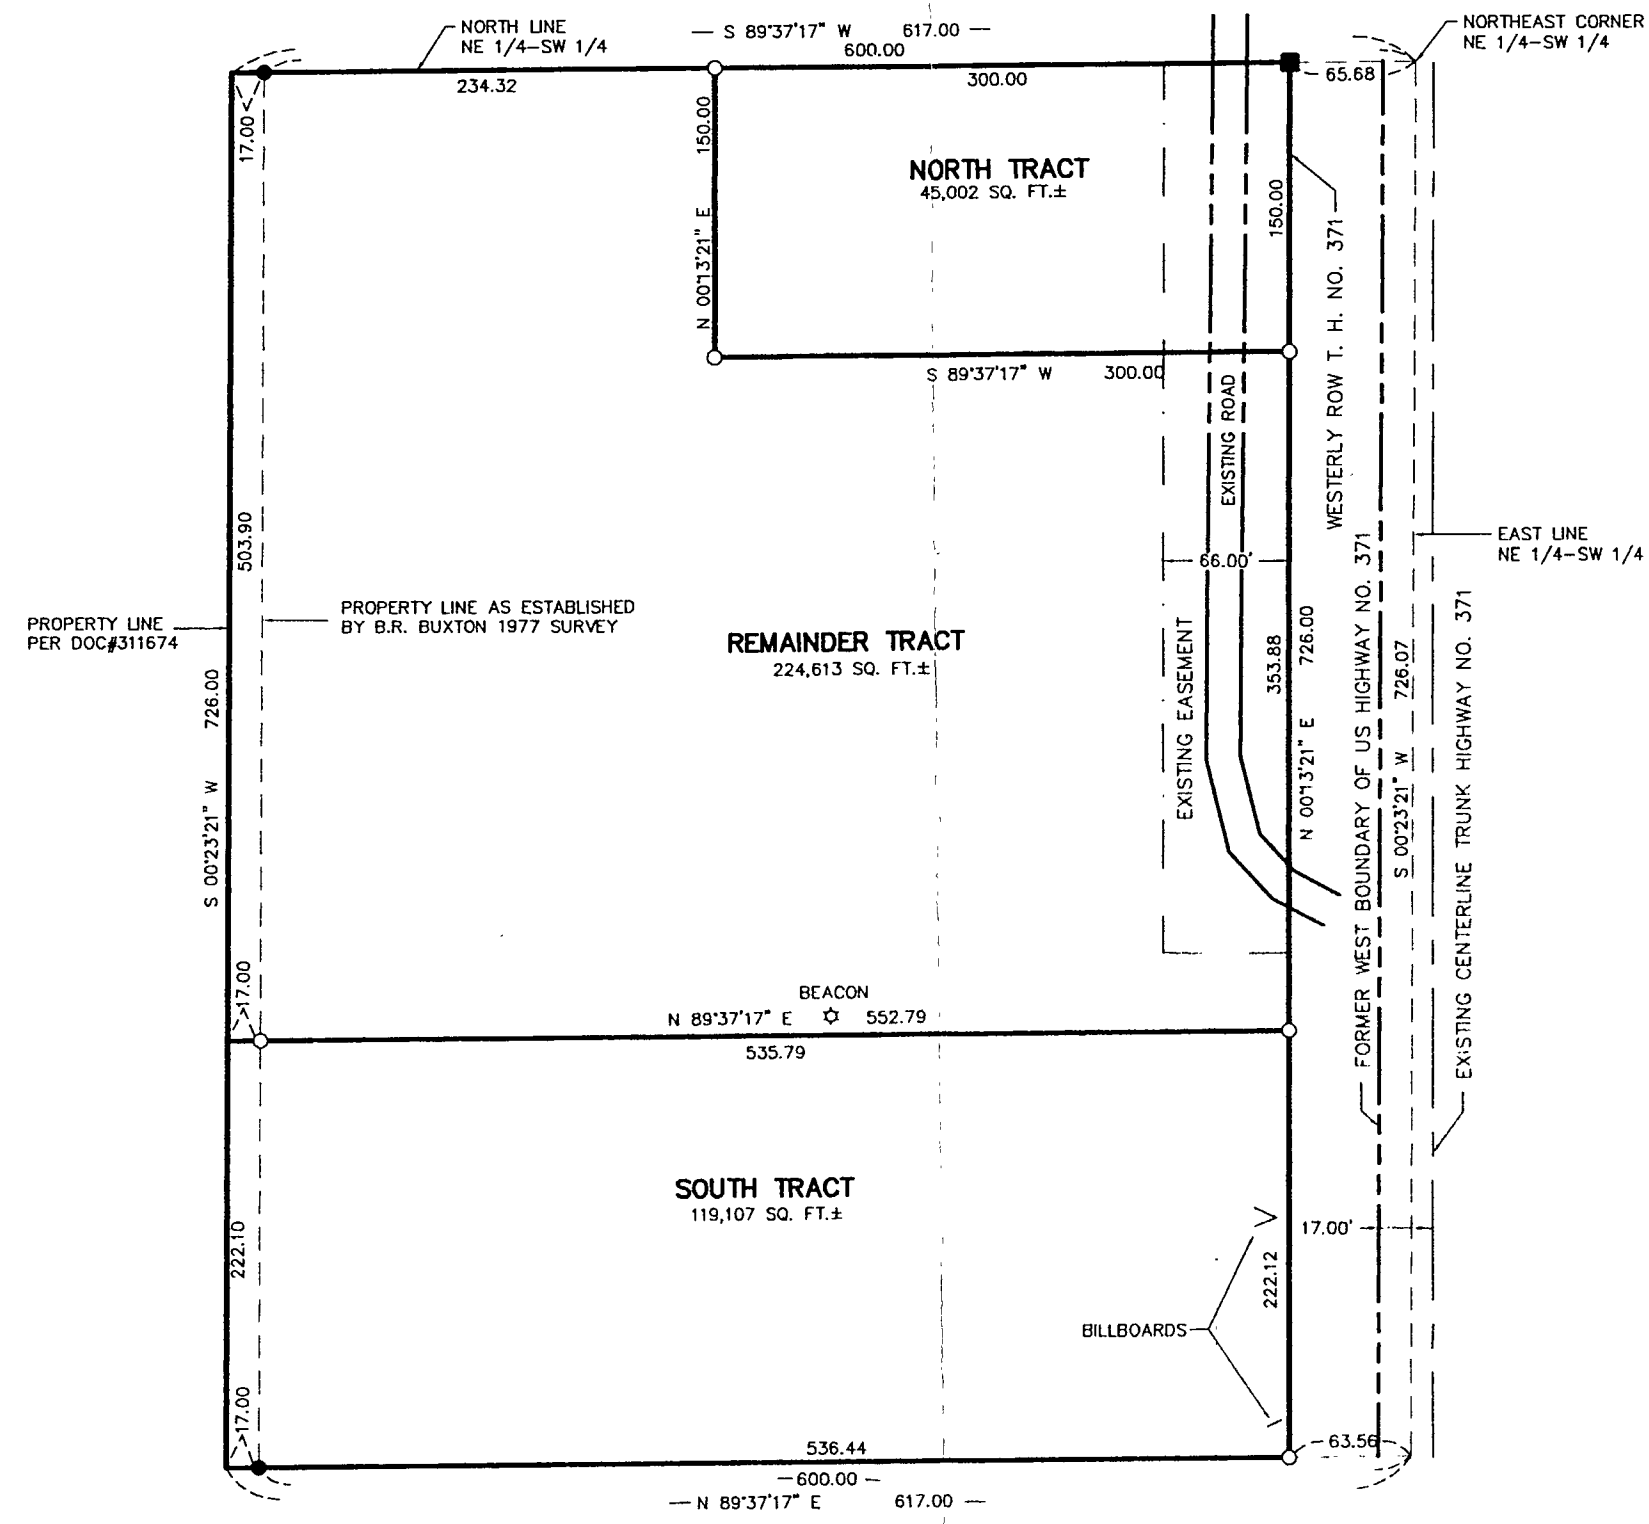 NORTH LINE
NE 1/4-SW 1/4
S 89°37'17" W 617.00
600.00
NORTHEAST CORNER
NE 1/4-SW 1/4
234.32
300.00
65.68
17.00
150.00
N 00°13'21" E
NORTH TRACT
45,002 SQ. FT.±
150.00
WESTERLY ROW T. H. NO. 371
S 89°37'17" W 300.00
EXISTING ROAD
503.90
66.00'
EAST LINE
NE 1/4-SW 1/4
PROPERTY LINE
PER DOC#311674
PROPERTY LINE AS ESTABLISHED
BY B.R. BUXTON 1977 SURVEY
REMAINDER TRACT
224,613 SQ. FT.±
EXISTING EASEMENT
353.88
N 00°13'21" E 726.00
FORMER WEST BOUNDARY OF US HIGHWAY NO. 371
S 00°23'21" W 726.07
EXISTING CENTERLINE TRUNK HIGHWAY NO. 371
S 00°23'21" W 726.00
17.00
BEACON
N 89°37'17" E 552.79
535.79
SOUTH TRACT
119,107 SQ. FT.±
222.10
222.12
17.00'
BILLBOARDS
17.00
536.44
63.56
600.00
N 89°37'17" E 617.00